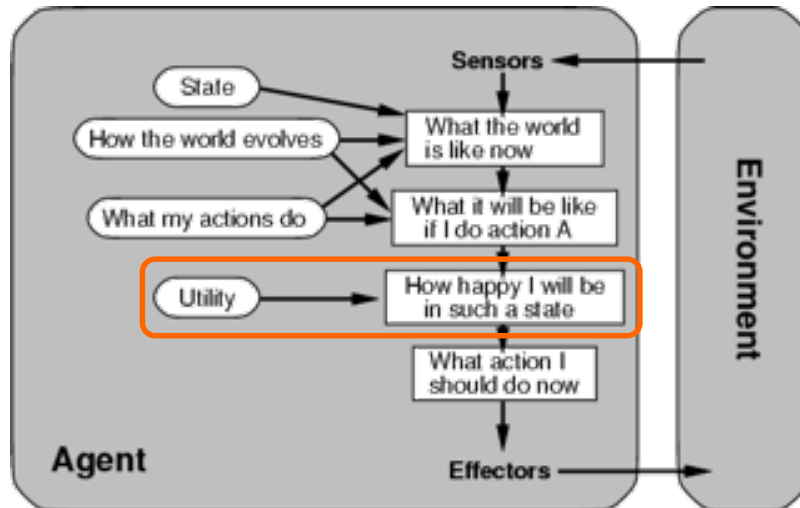 Sensors
State
What the world
is like now
How the world evolves
What it will be like
if I do action A
What my actions do
How happy I will be
in such a state
Utility
What action I
should do now
Agent
Effectors
Environment